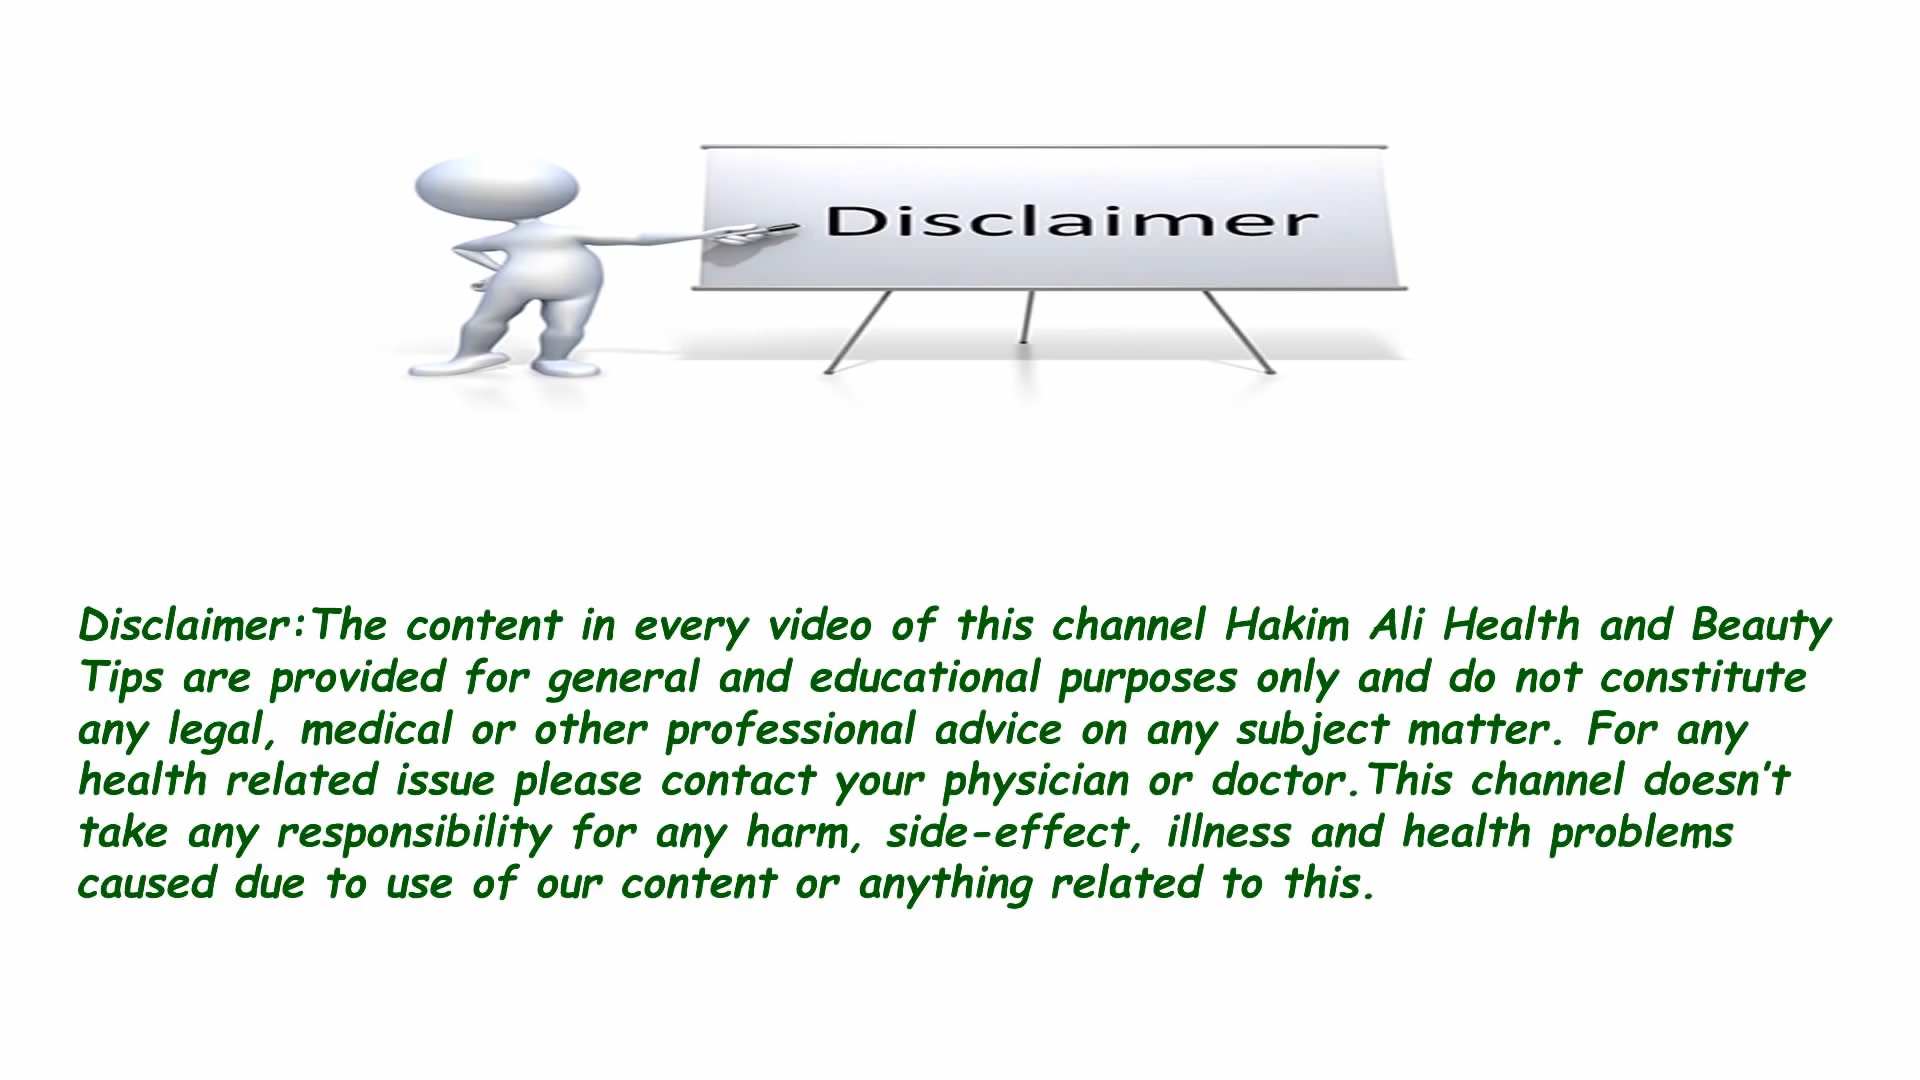 Disclaimer
Disclaimer:The content in every video of this channel Hakim Ali Health and Beauty
Tips are provided for general and educational purposes only and do not constitute
any legal, medical or other professional advice on any subject matter. For any
health related issue please contact your physician or doctor.This channel doesn't
take any responsibility for any harm, side-effect, illness and health problems
caused due to use of our content or anything related to this.